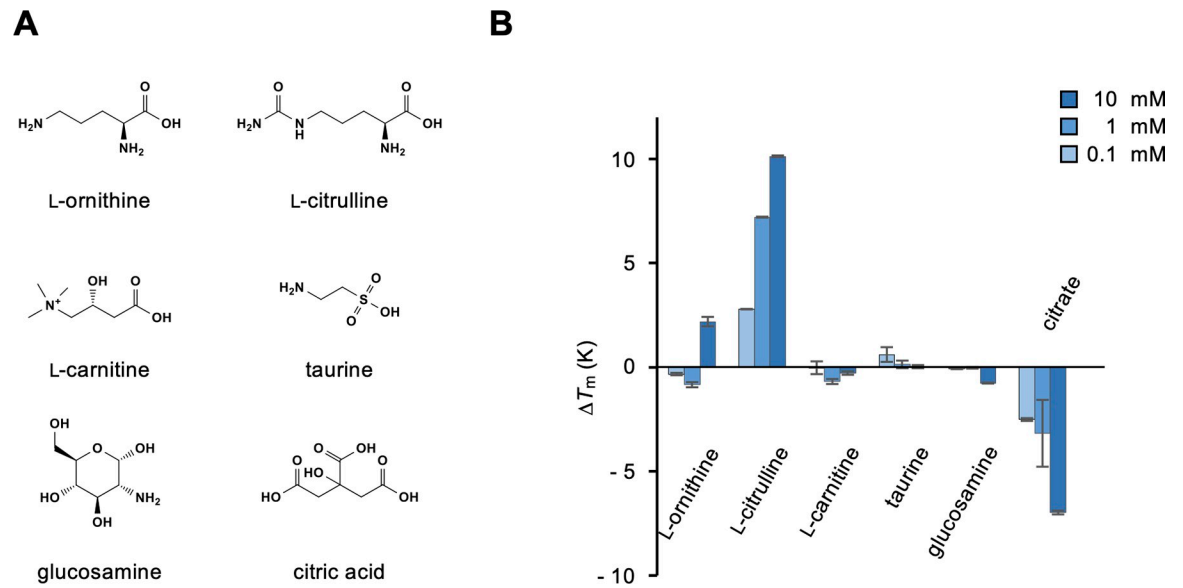 A
B
O
H₂N
OH
NH₂
L-ornithine
O
H₂N
N
H
O
OH
NH₂
L-citrulline
N⁺
OH
O
OH
L-carnitine
H₂N
O
S
O
OH
taurine
OH
O
OH
HO
NH₂
OH
glucosamine
O
OH
O
HO
O
HO
OH
citric acid
10 mM
1 mM
0.1 mM
ΔTm (K)
10
5
0
- 5
- 10
L-ornithine
L-citrulline
L-carnitine
taurine
glucosamine
citrate